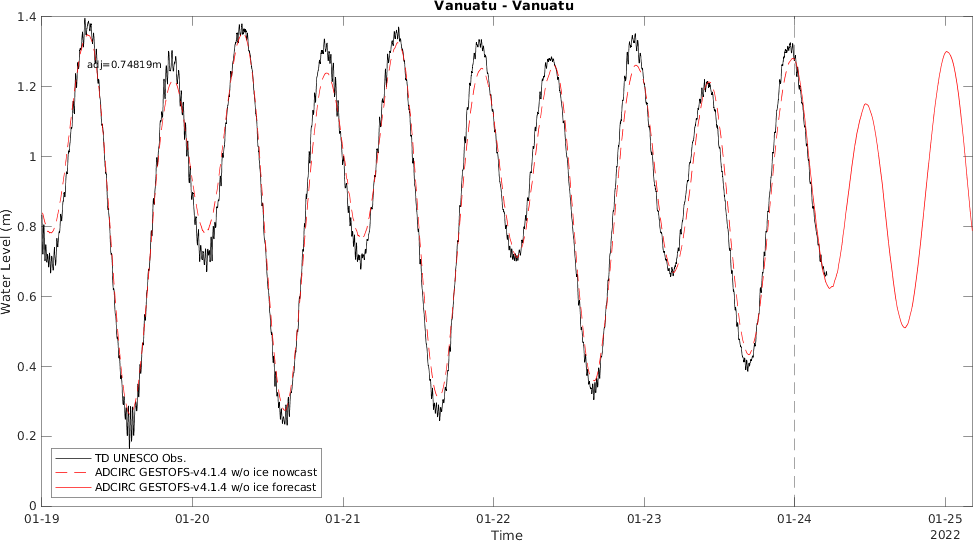 Vanuatu - Vanuatu
adj=0.74819m
Water Level (m)
1.4
1.2
1
0.8
0.6
0.4
0.2
0
TD UNESCO Obs.
ADCIRC GESTOFS-v4.1.4 w/o ice nowcast
ADCIRC GESTOFS-v4.1.4 w/o ice forecast
01-19 01-20 01-21 01-22 01-23 01-24 01-25
2022
Time